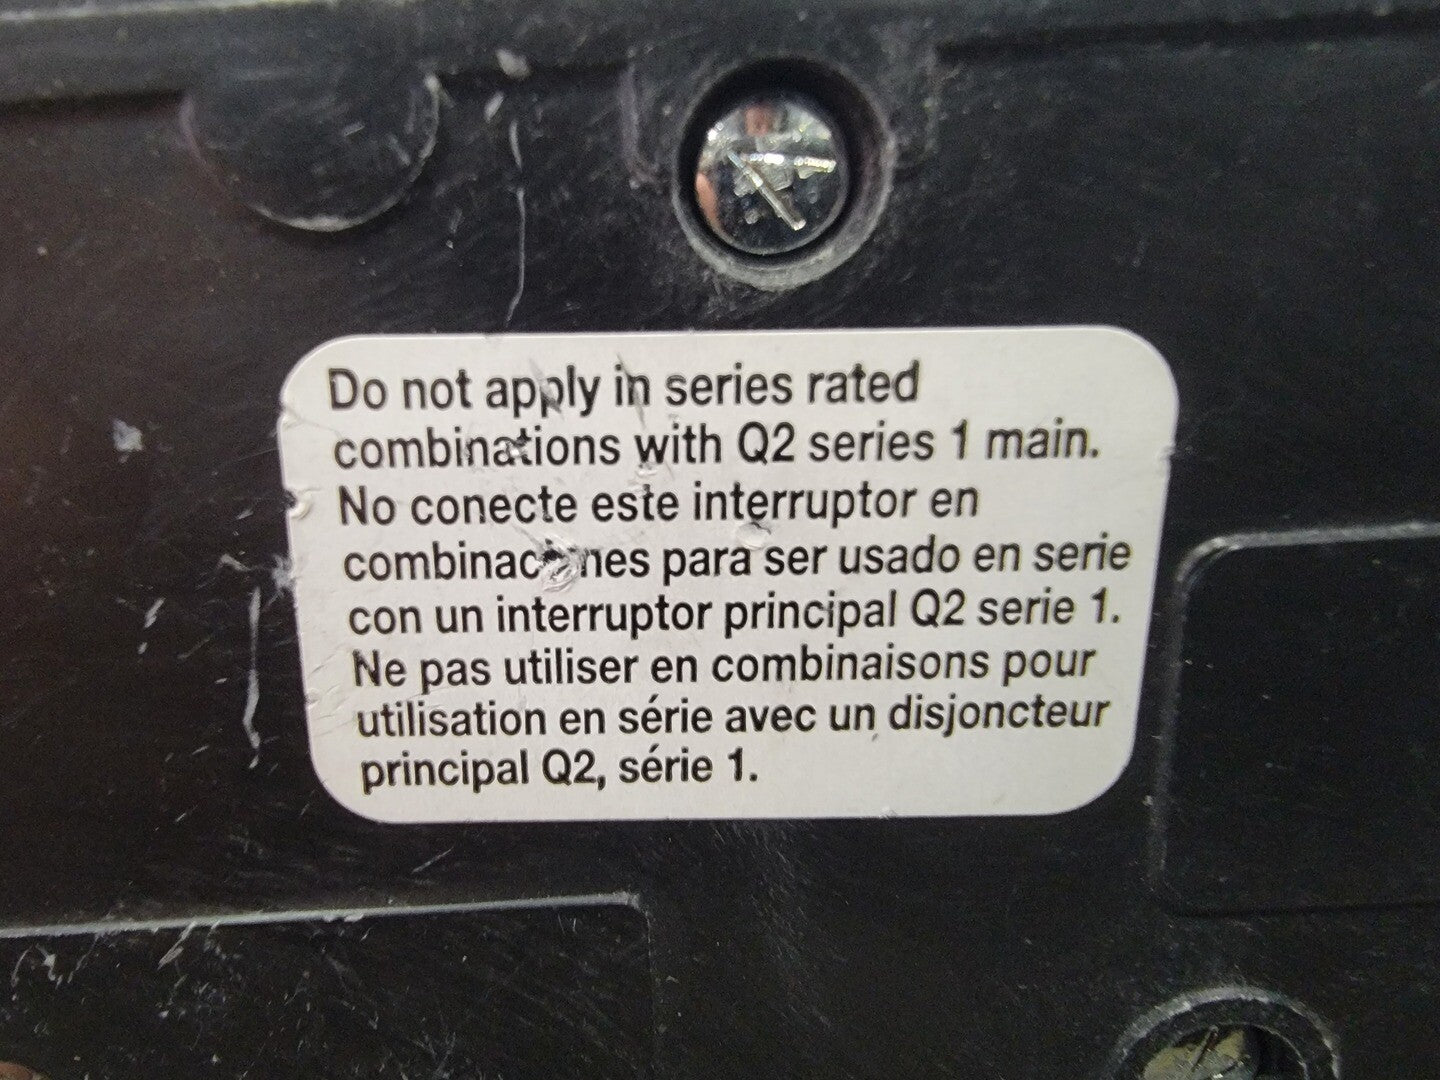 Do not apply in series rated
combinations with Q2 series 1 main.
No conecte este interruptor en
combinaciones para ser usado en serie
con un interruptor principal Q2 serie 1.
Ne pas utiliser en combinaisons pour
utilisation en série avec un disjoncteur
principal Q2, série 1.